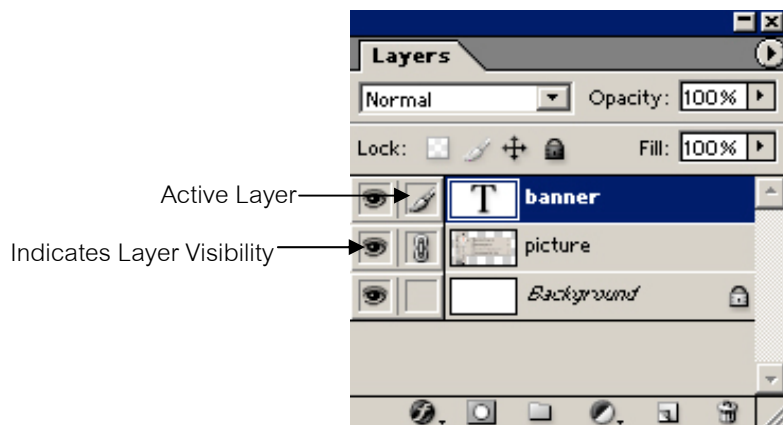 Layers
Normal Opacity: 100%
Lock: Fill: 100%
Active Layer T banner
Indicates Layer Visibility picture
Background